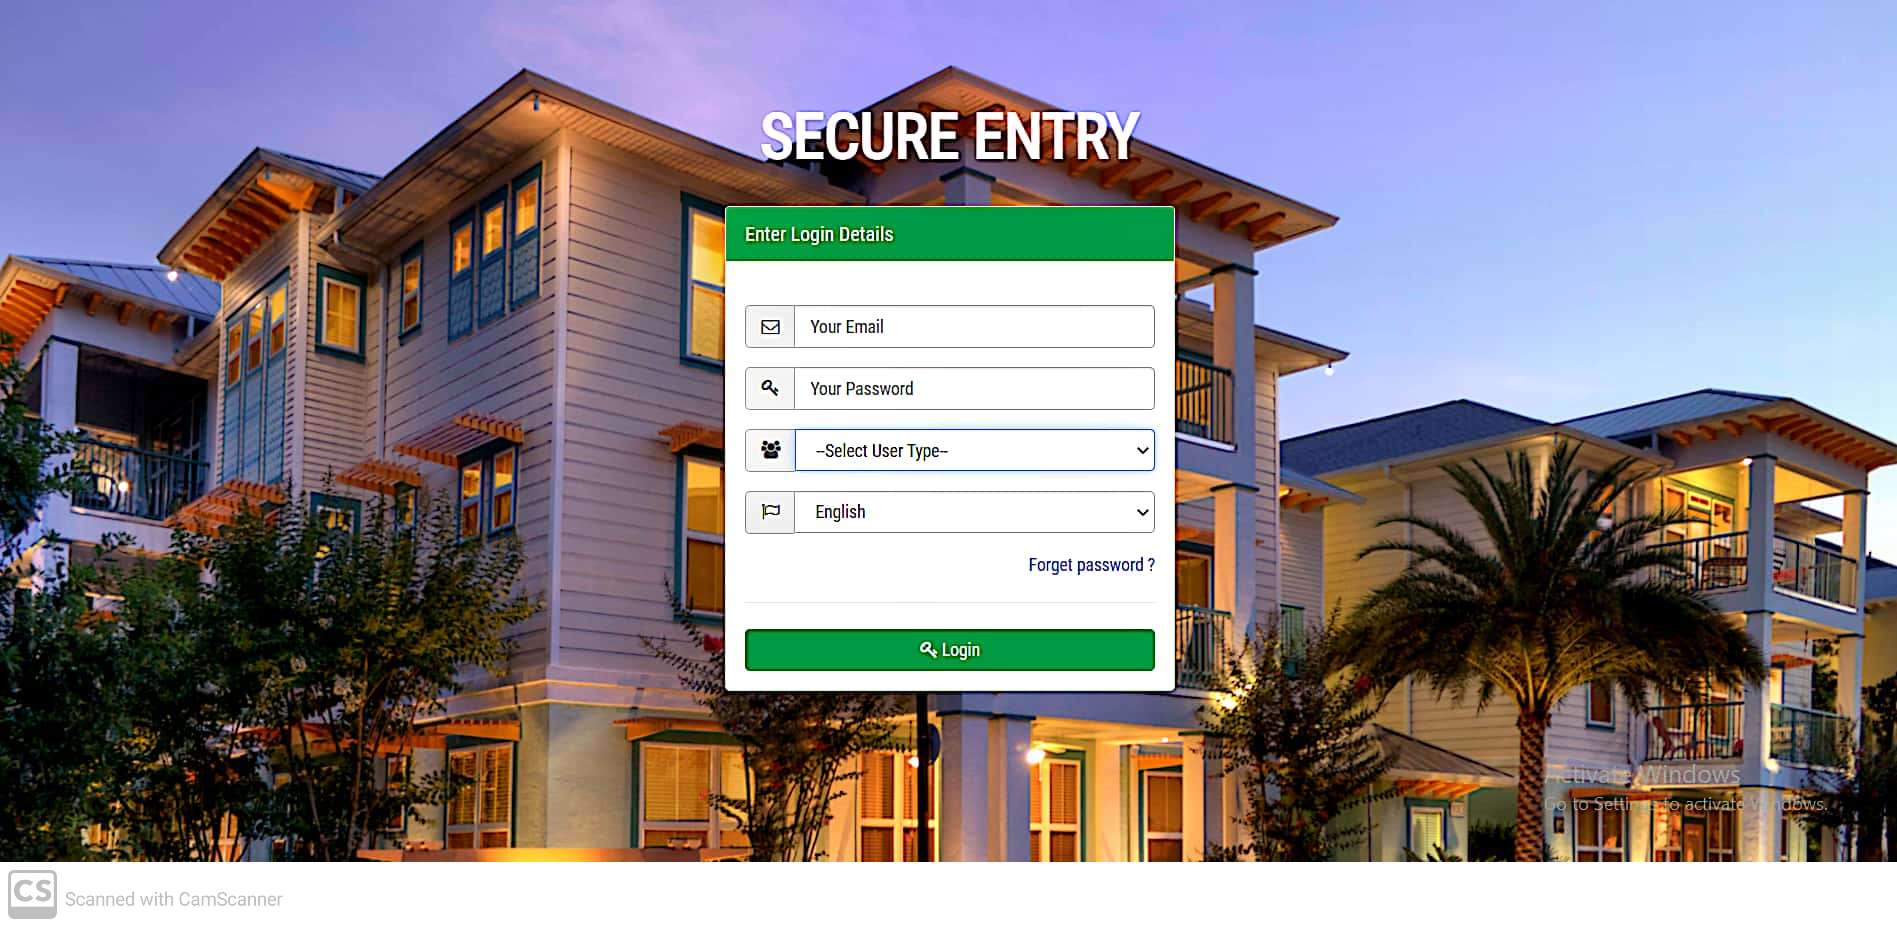 SECURE ENTRY
Enter Login Details
Your Email
Your Password
--Select User Type--
English
Forget password ?
Login
Activate Windows
Go to Settings to activate Windows.
CS Scanned with CamScanner